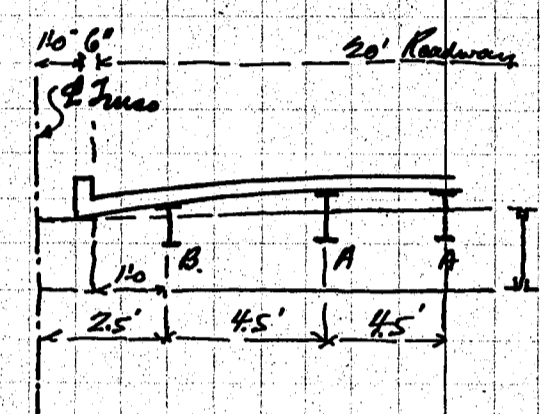 1'0" 6" 20' Roadway
℄ Truss
B. A A
1'0
2.5' 4.5' 4.5'